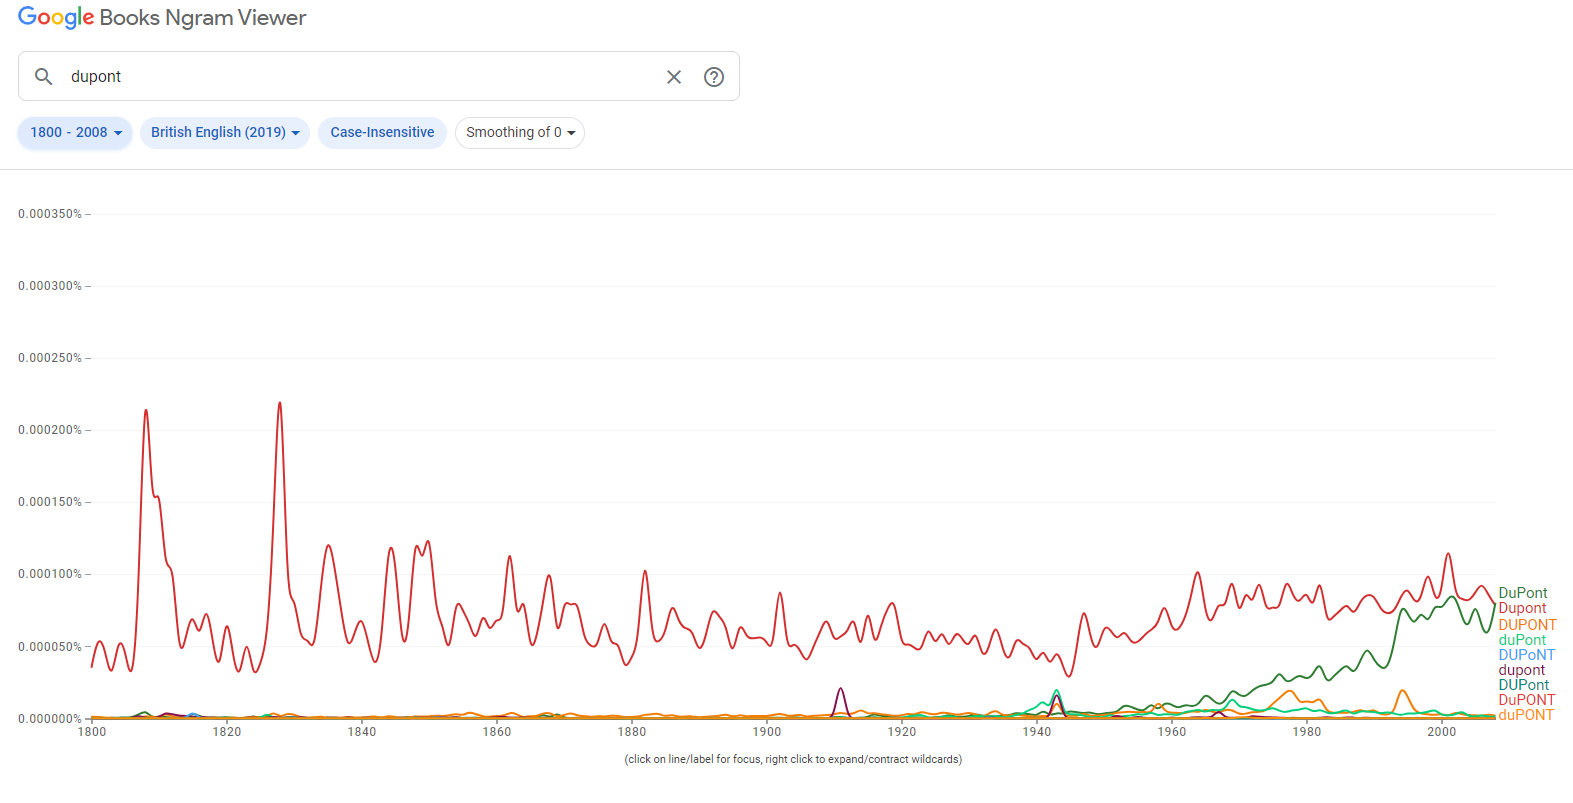 Google Books Ngram Viewer
dupont
1800 - 2008
British English (2019)
Case-Insensitive
Smoothing of 0
0.000350%
0.000300%
0.000250%
0.000200%
0.000150%
0.000100%
0.000050%
0.000000%
1800 1820 1840 1860 1880 1900 1920 1940 1960 1980 2000
DuPont
Dupont
DUPONT
duPont
DUPoNT
dupont
DUPont
DuPONT
duPONT
(click on line/label for focus, right click to expand/contract wildcards)